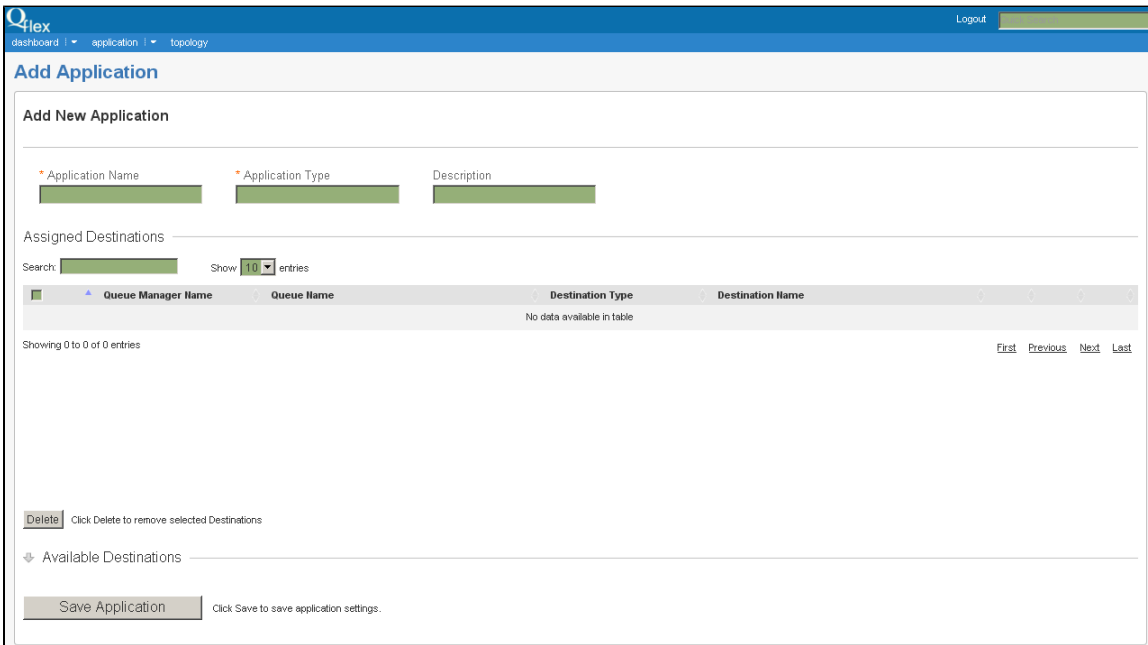 Qflex
Logout Quick Search
dashboard application topology
Add Application
Add New Application
* Application Name * Application Type Description
Assigned Destinations
Search: Show 10 entries
Queue Manager Name Queue Name Destination Type Destination Name
No data available in table
Showing 0 to 0 of 0 entries First Previous Next Last
Delete Click Delete to remove selected Destinations
Available Destinations
Save Application Click Save to save application settings.